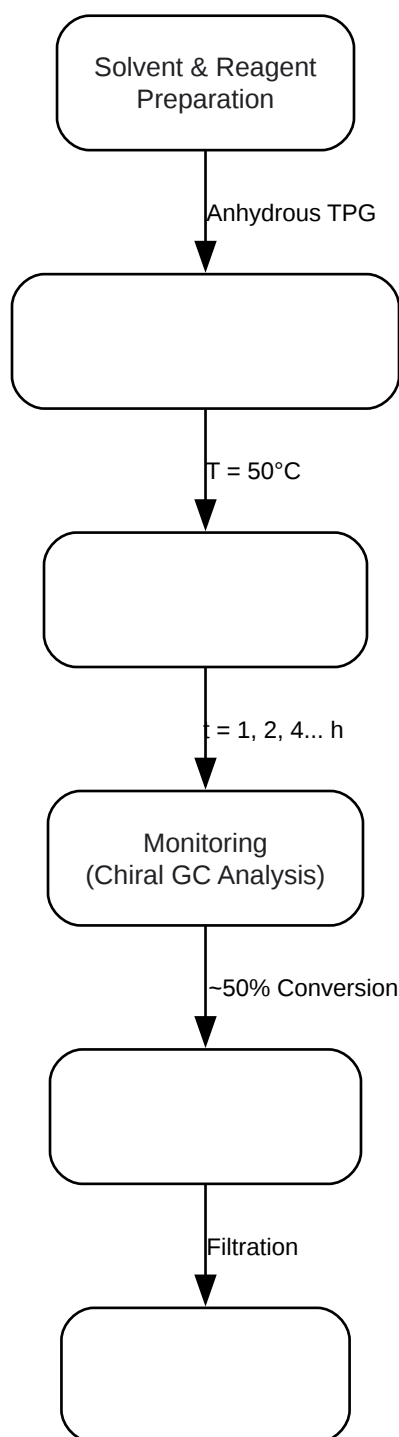 Solvent & Reagent
Preparation
Anhydrous TPG
T = 50°C
t = 1, 2, 4... h
Monitoring
(Chiral GC Analysis)
~50% Conversion
Filtration